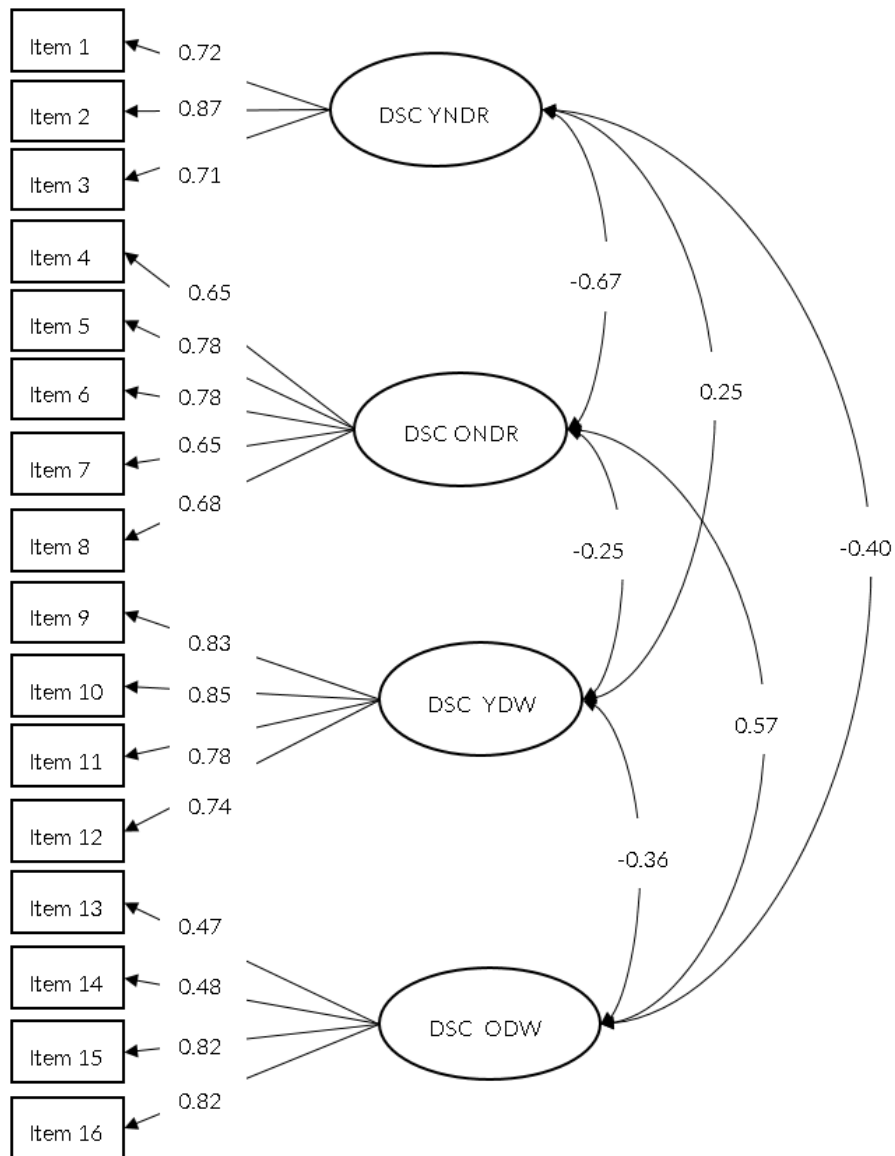 Item 1
0.72
Item 2
0.87
DSC YNDR
Item 3
0.71
Item 4
0.65
-0.67
Item 5
0.78
Item 6
0.78
0.25
Item 7
0.65
DSC ONDR
Item 8
0.68
-0.25
-0.40
Item 9
0.83
Item 10
0.85
DSC YDW
Item 11
0.78
0.57
Item 12
0.74
-0.36
Item 13
0.47
Item 14
0.48
DSC ODW
Item 15
0.82
Item 16
0.82